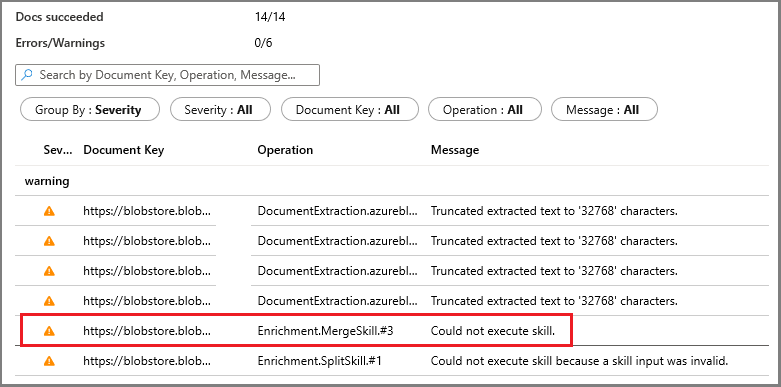 Docs succeeded 14/14
Errors/Warnings 0/6
Search by Document Key, Operation, Message...
Group By : Severity Severity : All Document Key : All Operation : All Message : All
Sev... Document Key Operation Message
warning
https://blobstore.blob... DocumentExtraction.azurebl... Truncated extracted text to '32768' characters.
https://blobstore.blob... DocumentExtraction.azurebl... Truncated extracted text to '32768' characters.
https://blobstore.blob... DocumentExtraction.azurebl... Truncated extracted text to '32768' characters.
https://blobstore.blob... DocumentExtraction.azurebl... Truncated extracted text to '32768' characters.
https://blobstore.blob... Enrichment.MergeSkill.#3 Could not execute skill.
https://blobstore.blob... Enrichment.SplitSkill.#1 Could not execute skill because a skill input was invalid.